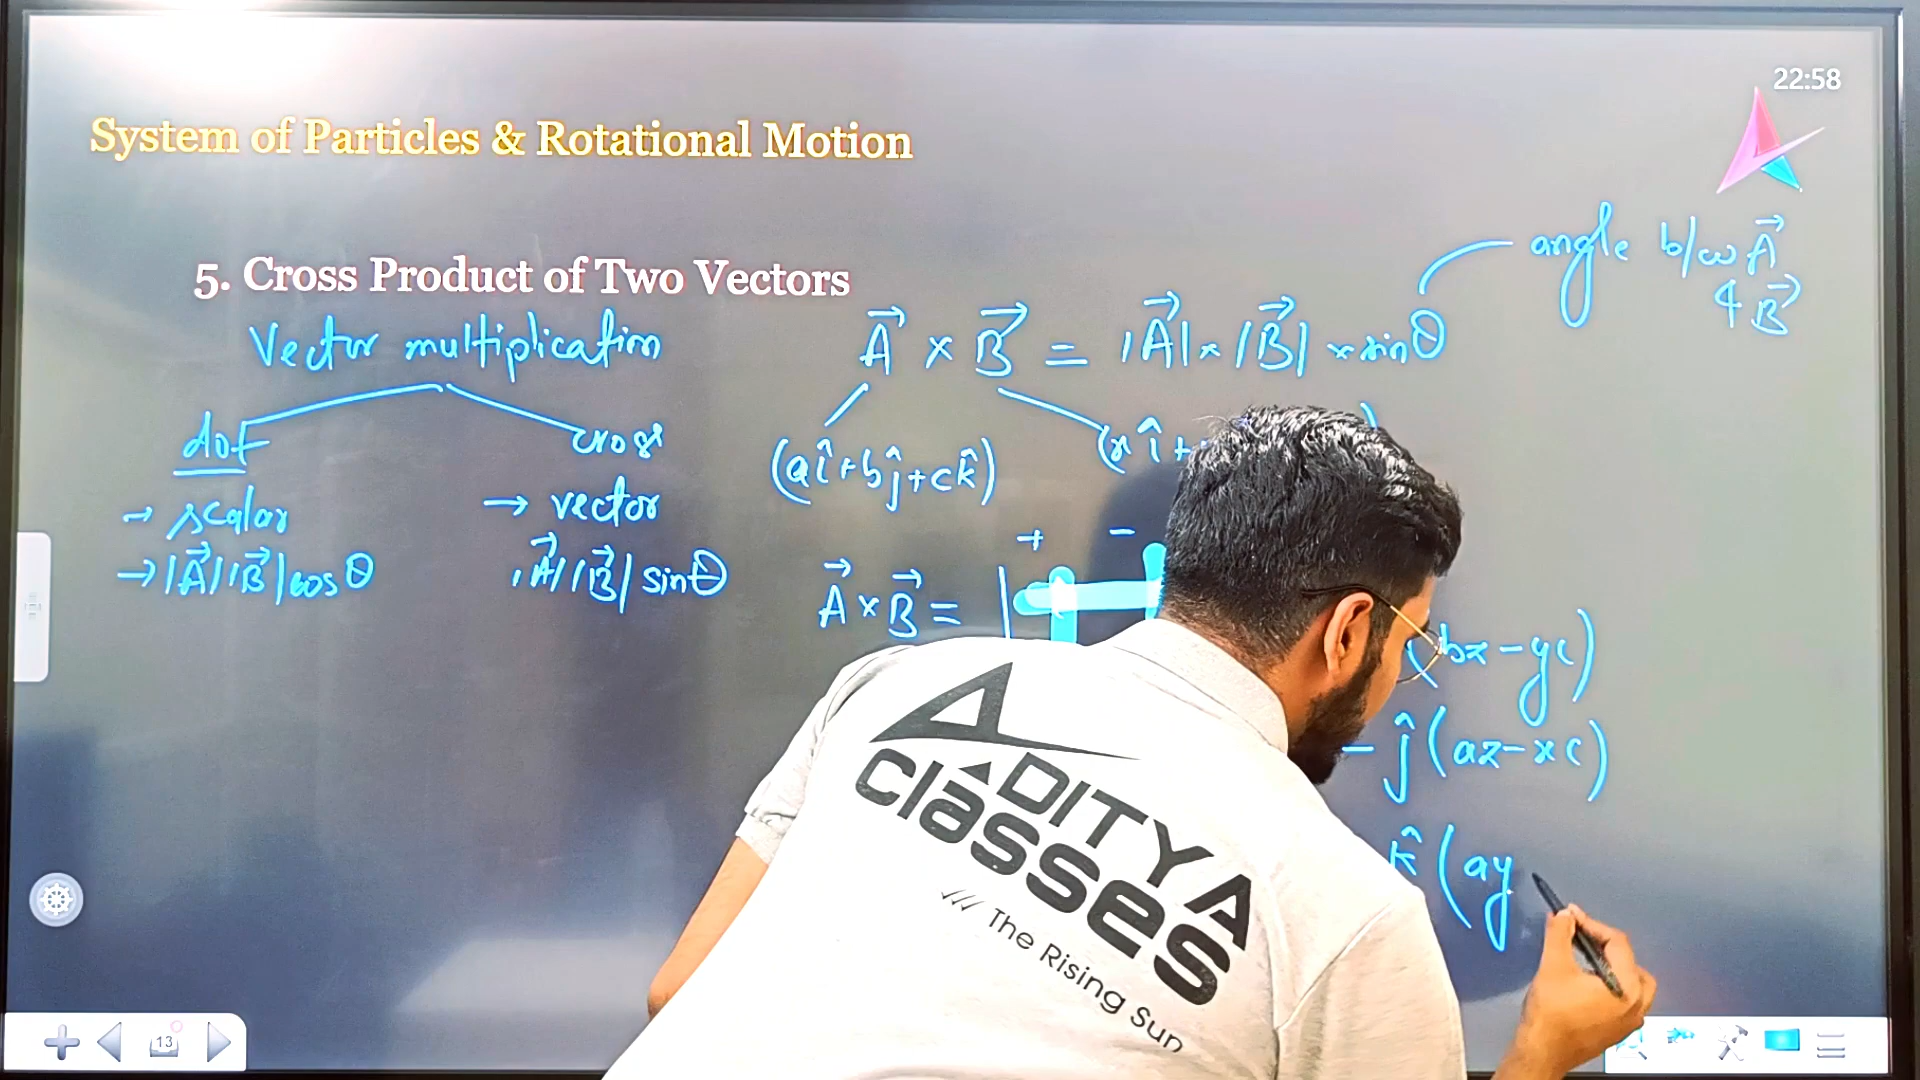 22:58
System of Particles & Rotational Motion
5. Cross Product of Two Vectors
Vector multiplication
dot
cross
→ scalar
→ vector
→ |A⃗||B⃗|cosθ
|A⃗||B⃗| sinθ
A⃗ × B⃗ = |A⃗| × |B⃗| × sinθ
angle b/w A⃗
& B⃗
(aî+bĵ+ck̂)
(xî+
+ -
A⃗ × B⃗ = |
(bz-yc)
- ĵ(az-xc)
k̂(ay
ADITYA
classes
The Rising Sun
13